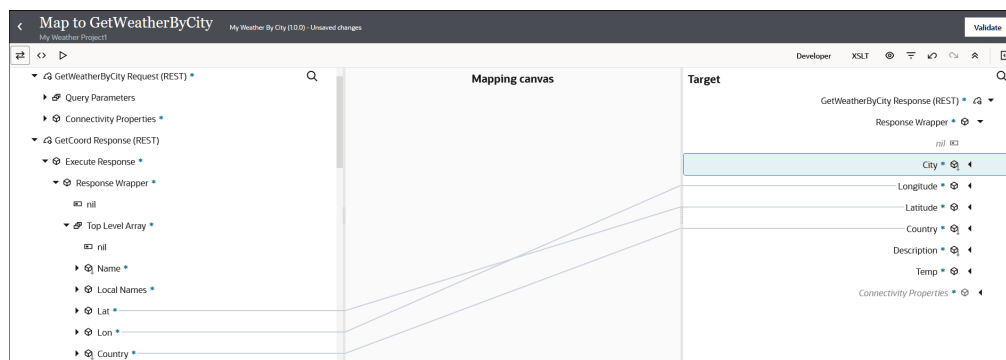 Map to GetWeatherByCity
My Weather By City (1.0.0) - Unsaved changes
My Weather Project1
Validate
Developer
XSLT
GetWeatherByCity Request (REST) *
Query Parameters
Connectivity Properties *
GetCoord Response (REST)
Execute Response *
Response Wrapper *
nil
Top Level Array *
nil
Name *
Local Names *
Lat *
Lon *
Country *
Mapping canvas
Target
GetWeatherByCity Response (REST) *
Response Wrapper *
nil
City *
Longitude *
Latitude *
Country *
Description *
Temp *
Connectivity Properties *